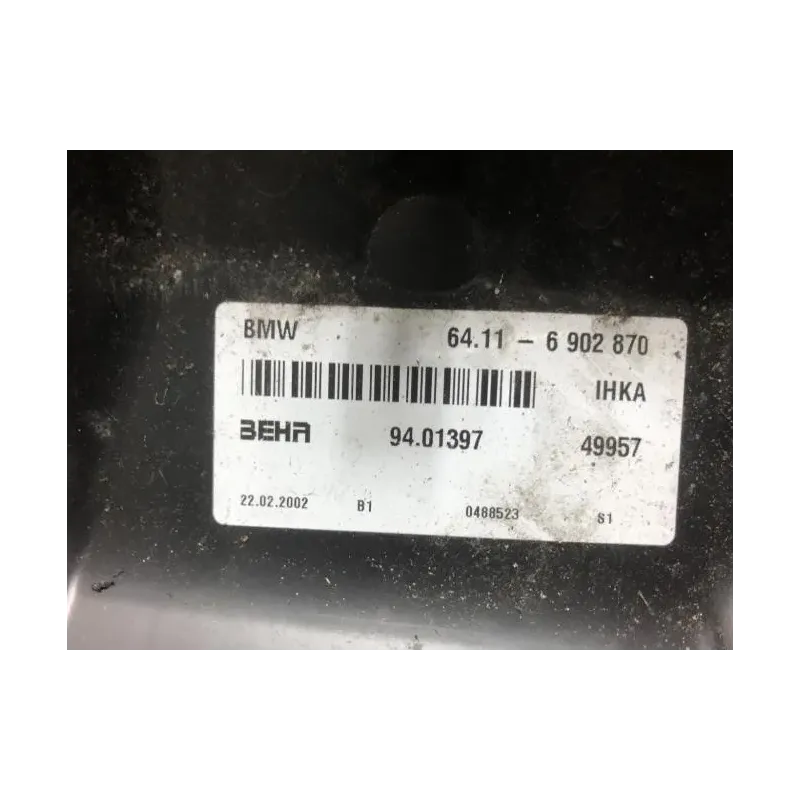 BMW 64.11 – 6 902 870
IHKA
BEHR 94.01397 49957
22.02.2002 B1 0488523 S1